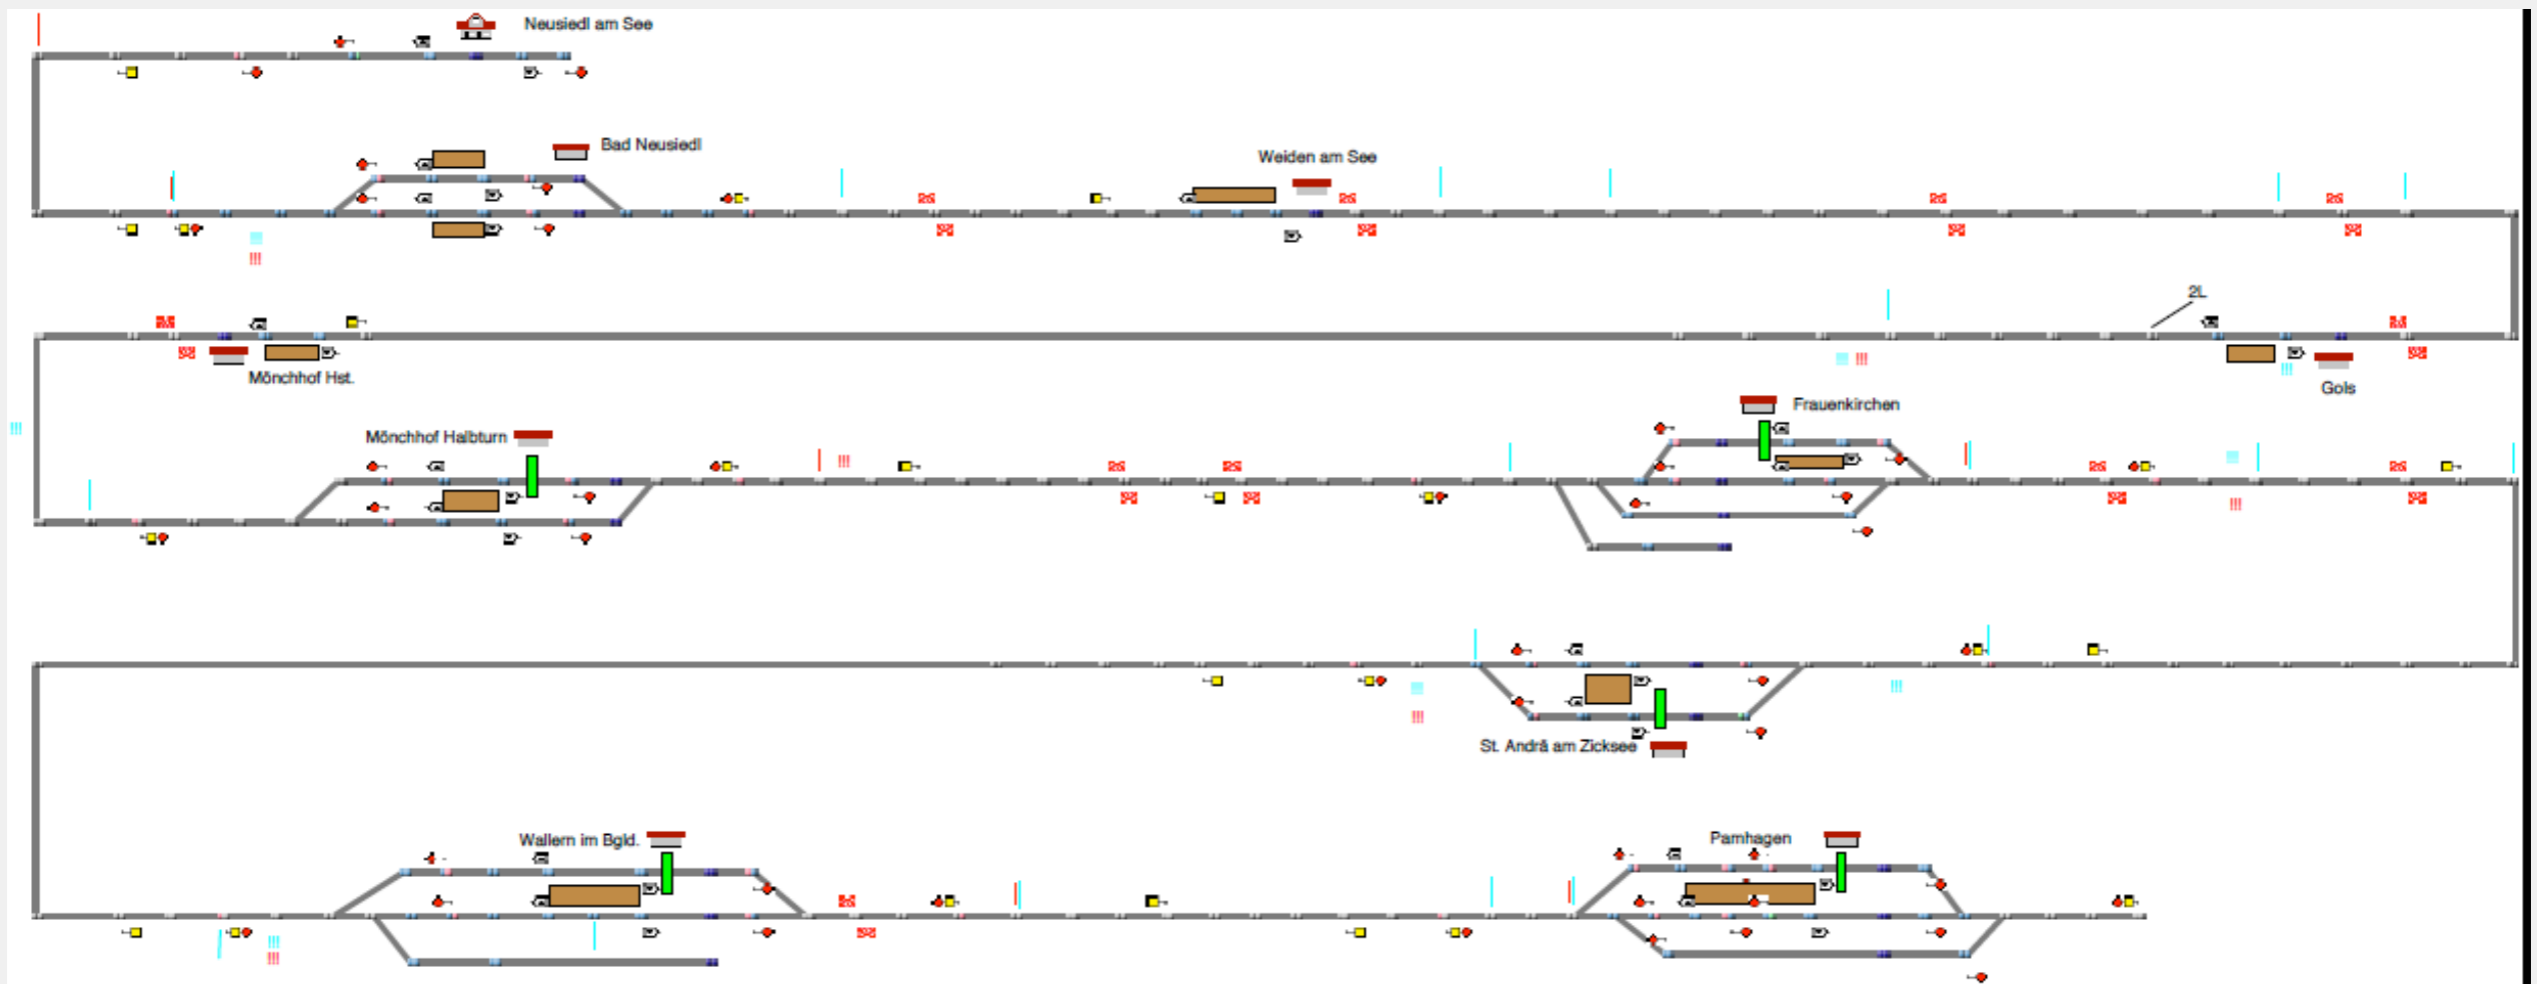 Neusiedl am See
Bad Neusiedl
Weiden am See
2L
Mönchhof Hst.
Gols
Frauenkirchen
Mönchhof Halbturn
St. Andrä am Zicksee
Wallern im Bgld.
Pamhagen